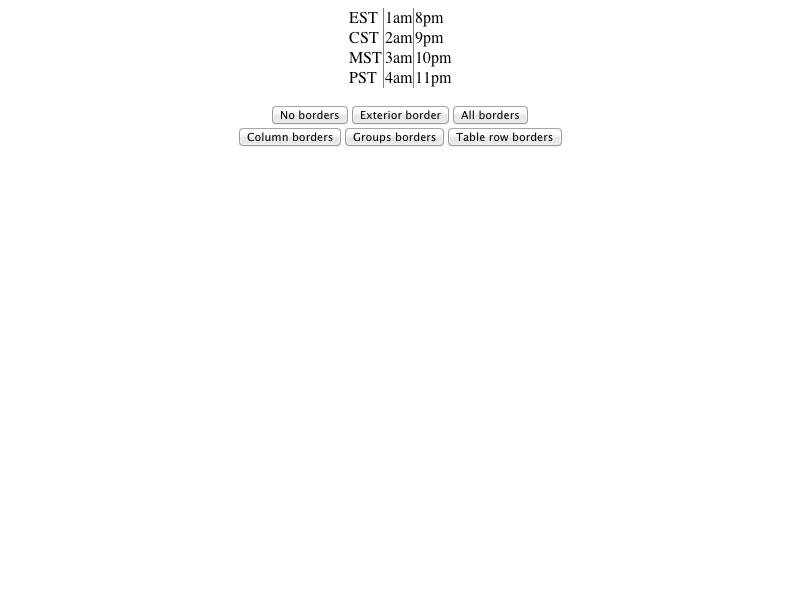 EST 1am 8pm
CST 2am 9pm
MST 3am 10pm
PST 4am 11pm
No borders Exterior border All borders
Column borders Groups borders Table row borders